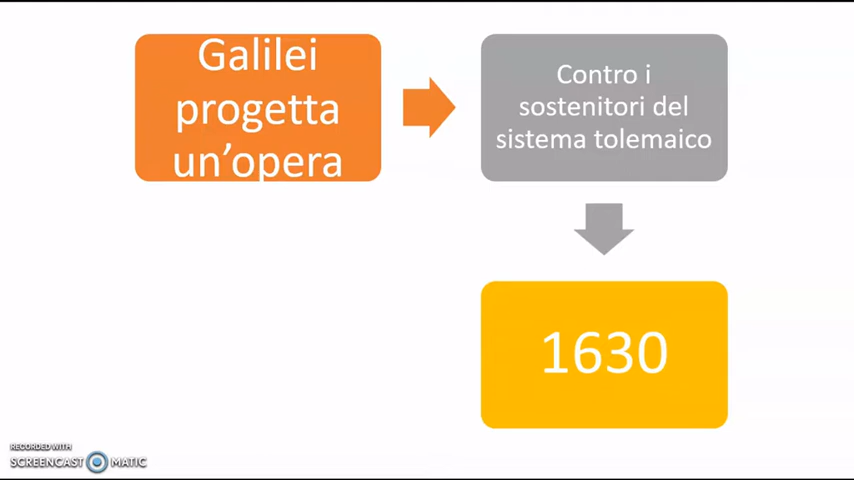 Galilei
progetta
un'opera
Contro i
sostenitori del
sistema tolemaico
1630
RECORDED WITH
SCREENCAST MATIC